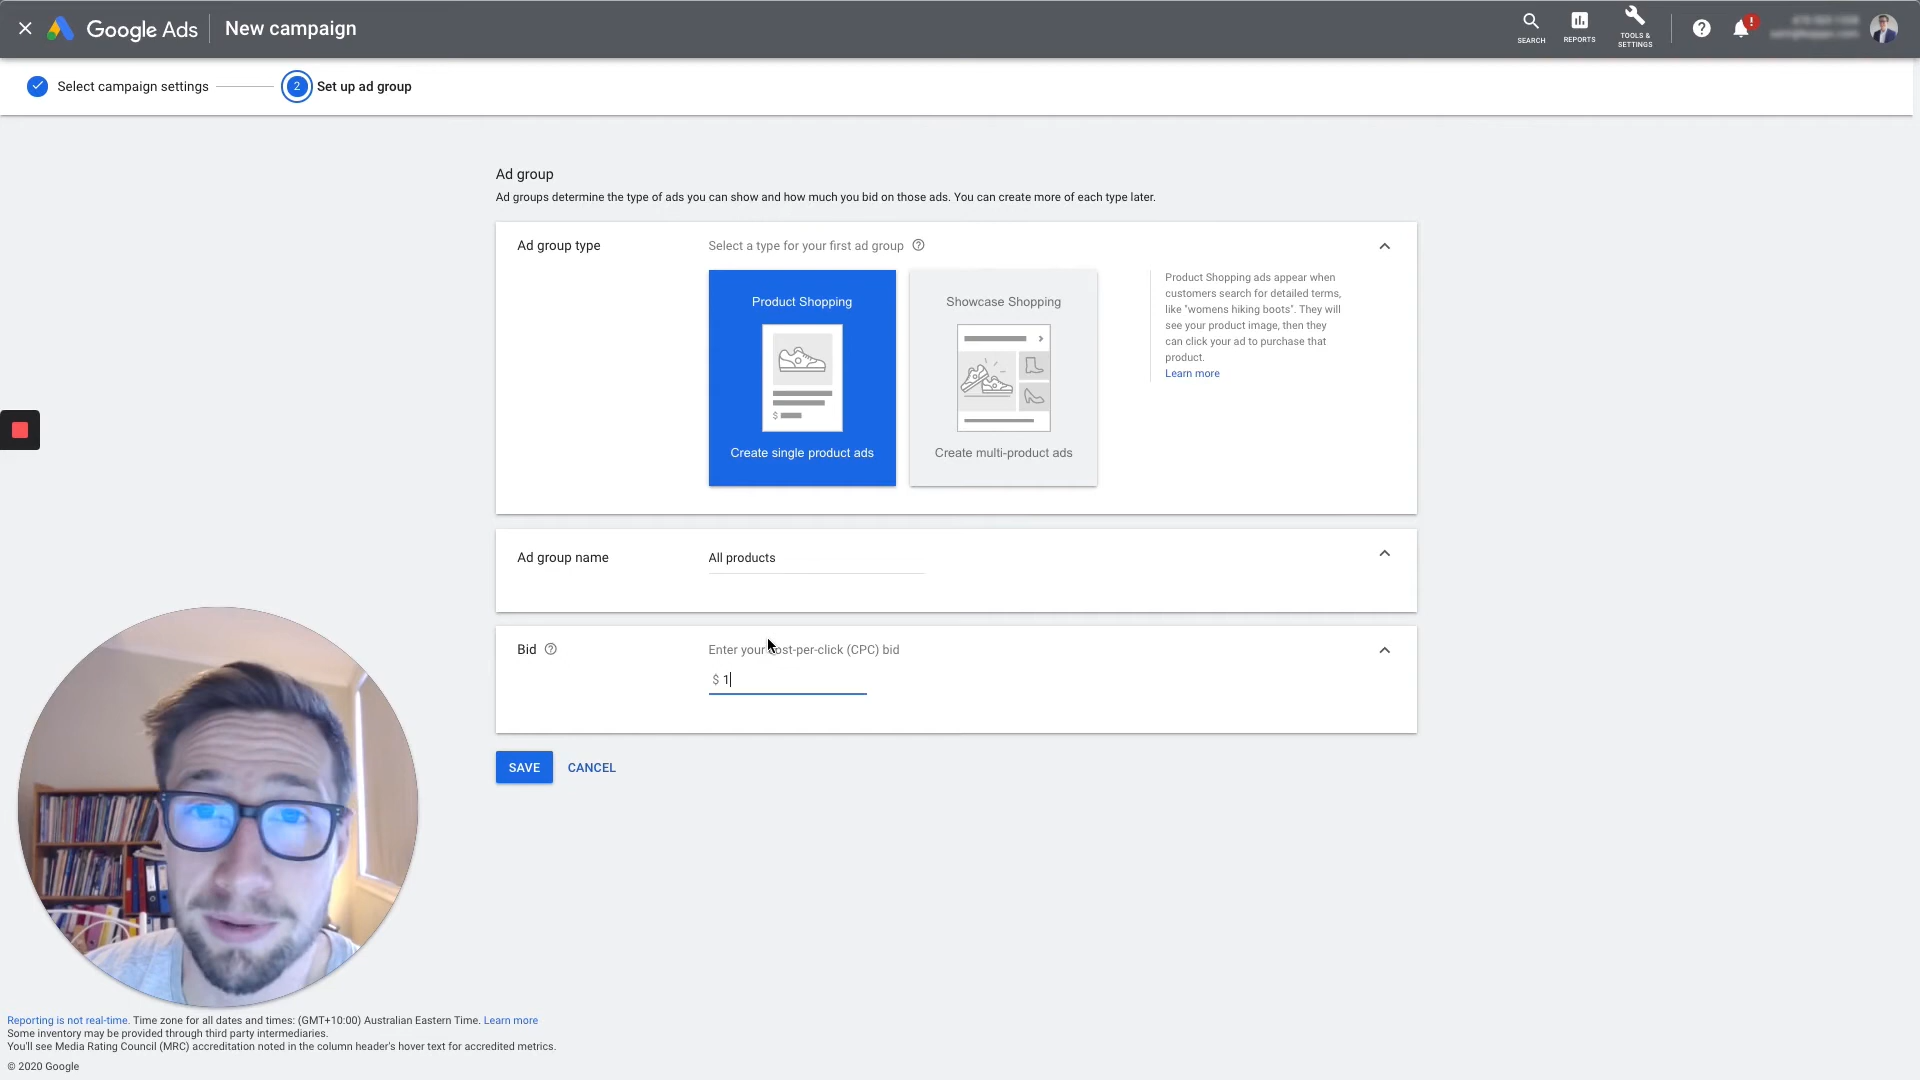 Google Ads
New campaign
SEARCH
REPORTS
TOOLS &
SETTINGS
!
Select campaign settings
2
Set up ad group
Ad group
Ad groups determine the type of ads you can show and how much you bid on those ads. You can create more of each type later.
Ad group type
Select a type for your first ad group
Product Shopping
$
Create single product ads
Showcase Shopping
Create multi-product ads
Product Shopping ads appear when
customers search for detailed terms,
like "womens hiking boots". They will
see your product image, then they
can click your ad to purchase that
product.
Learn more
Ad group name
All products
Bid
Enter your cost-per-click (CPC) bid
$ 1
SAVE
CANCEL
Reporting is not real-time. Time zone for all dates and times: (GMT+10:00) Australian Eastern Time. Learn more
Some inventory may be provided through third party intermediaries.
You'll see Media Rating Council (MRC) accreditation noted in the column header's hover text for accredited metrics.
© 2020 Google